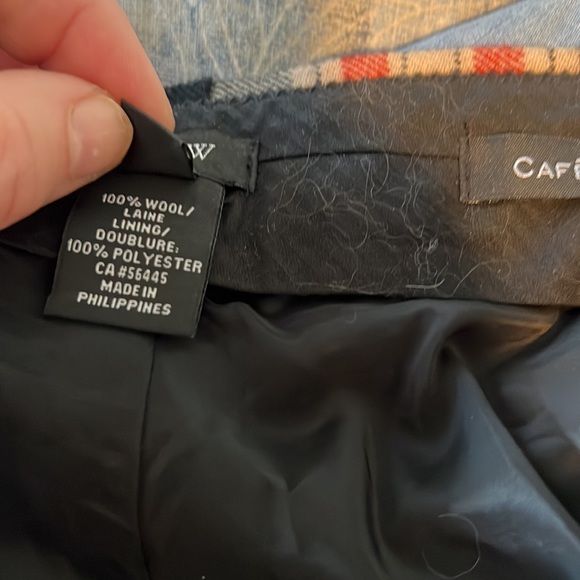 W
CAFÉ
100% WOOL/
LAINE
LINING/
DOUBLURE:
100% POLYESTER
CA #56445
MADE IN
PHILIPPINES